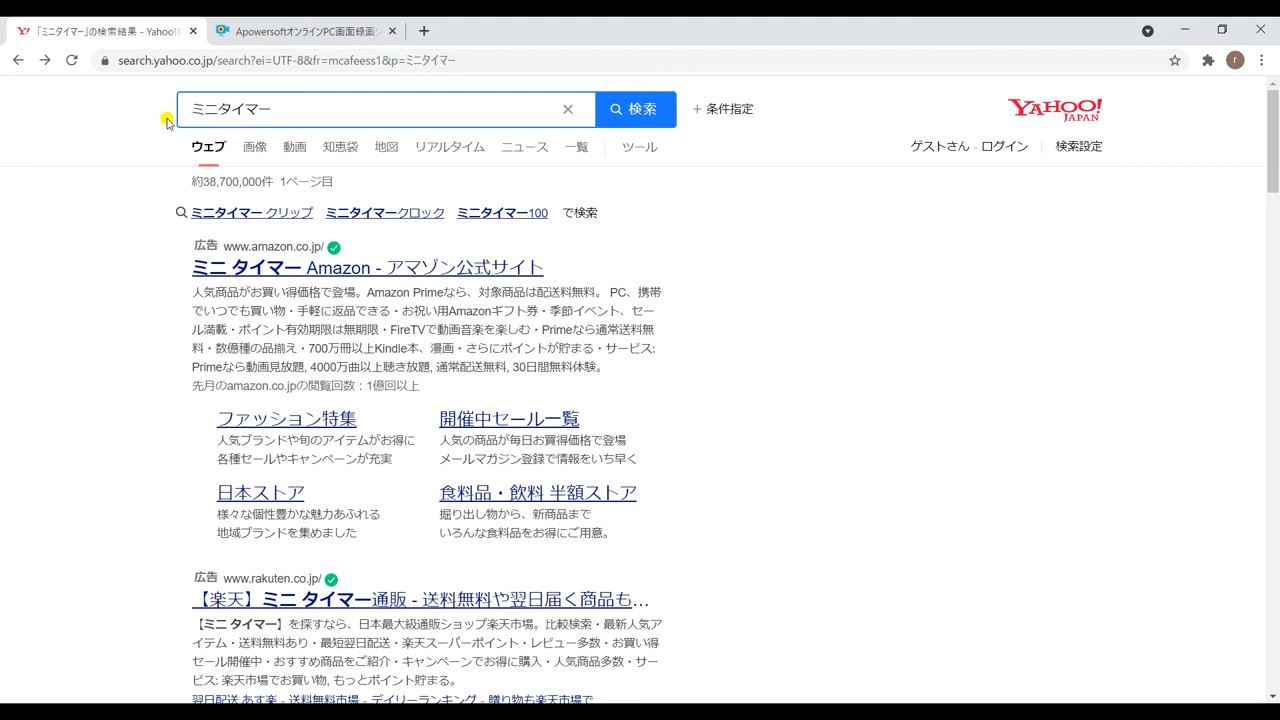 「ミニタイマー」の検索結果 - Yahoo!
ApowersoftオンラインPC画面録画
search.yahoo.co.jp/search?ei=UTF-8&fr=mcafeess1&p=ミニタイマー
r
ミニタイマー
検索
+ 条件指定
YAHOO! JAPAN
ウェブ 画像 動画 知恵袋 地図 リアルタイム ニュース 一覧 ツール
ゲストさん - ログイン 検索設定
約38,700,000件 1ページ目
ミニタイマー クリップ ミニタイマークロック ミニタイマー100 で検索
広告 www.amazon.co.jp/
ミニ タイマー Amazon - アマゾン公式サイト
人気商品がお買い得価格で登場。Amazon Primeなら、対象商品は配送料無料。 PC、携帯
でいつでも買い物・手軽に返品できる・お祝い用Amazonギフト券・季節イベント、セー
ル満載・ポイント有効期限は無期限・FireTVで動画音楽を楽しむ・Primeなら通常送料無
料・数億種の品揃え・700万冊以上Kindle本、漫画・さらにポイントが貯まる・サービス:
Primeなら動画見放題, 4000万曲以上聴き放題, 通常配送無料, 30日間無料体験。
先月のamazon.co.jpの閲覧回数：1億回以上
ファッション特集
人気ブランドや旬のアイテムがお得に
各種セールやキャンペーンが充実
開催中セール一覧
人気の商品が毎日お買得価格で登場
メールマガジン登録で情報をいち早く
日本ストア
様々な個性豊かな魅力あふれる
地域ブランドを集めました
食料品・飲料 半額ストア
掘り出し物から、新商品まで
いろんな食料品をお得にご用意。
広告 www.rakuten.co.jp/
【楽天】ミニ タイマー通販 - 送料無料や翌日届く商品も...
【ミニ タイマー】を探すなら、日本最大級通販ショップ楽天市場。比較検索・最新人気ア
イテム・送料無料あり・最短翌日配送・楽天スーパーポイント・レビュー多数・お買い得
セール開催中・おすすめ商品をご紹介・キャンペーンでお得に購入・人気商品多数・サー
ビス: 楽天市場でお買い物, もっとポイント貯まる。
翌日配送 あす楽 - 送料無料市場 - デイリーランキング - 贈り物も楽天市場で